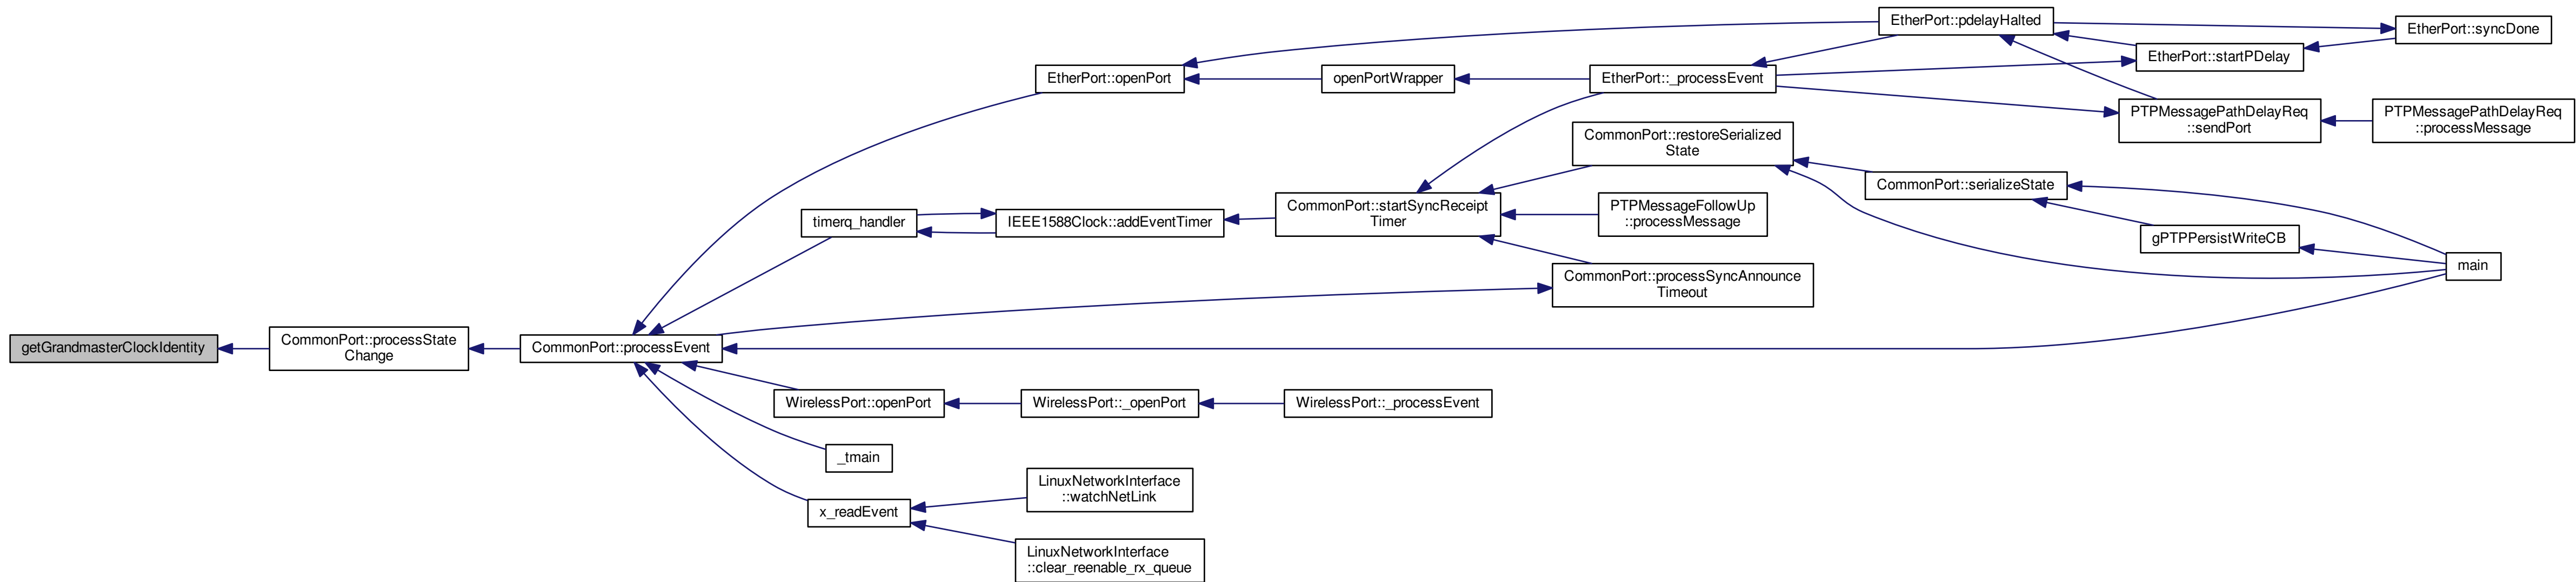 getGrandmasterClockIdentity
CommonPort::processState
Change
CommonPort::processEvent
EtherPort::openPort
timerq_handler
WirelessPort::openPort
_tmain
x_readEvent
openPortWrapper
IEEE1588Clock::addEventTimer
WirelessPort::_openPort
LinuxNetworkInterface
::watchNetLink
LinuxNetworkInterface
::clear_reenable_rx_queue
CommonPort::startSyncReceipt
Timer
WirelessPort::_processEvent
EtherPort::_processEvent
CommonPort::restoreSerialized
State
PTPMessageFollowUp
::processMessage
CommonPort::processSyncAnnounce
Timeout
EtherPort::pdelayHalted
CommonPort::serializeState
EtherPort::startPDelay
PTPMessagePathDelayReq
::sendPort
gPTPPersistWriteCB
EtherPort::syncDone
PTPMessagePathDelayReq
::processMessage
main